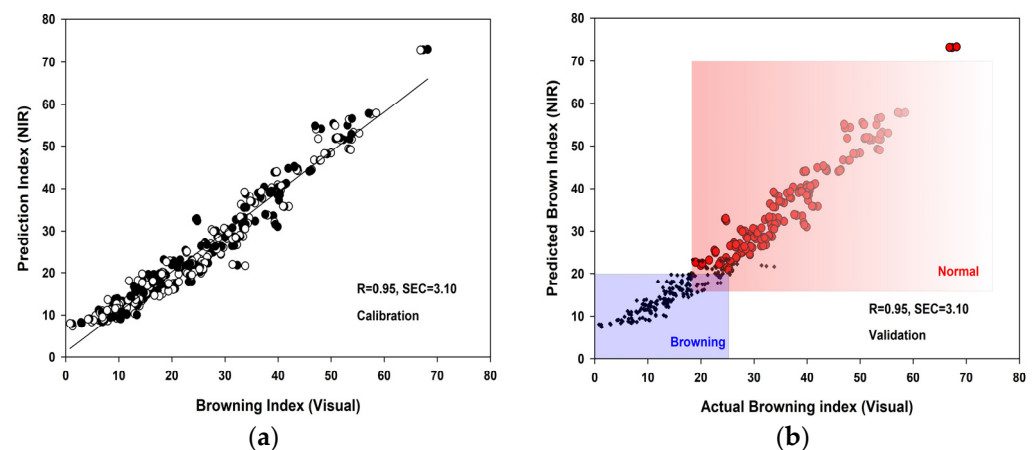 80
70
60
50
40
30
20
10
0
Prediction Index (NIR)
R=0.95, SEC=3.10
Calibration
0 10 20 30 40 50 60 70 80
Browning Index (Visual)
(a)
80
70
60
50
40
30
20
10
0
Predicted Brown Index (NIR)
Normal
R=0.95, SEC=3.10
Browning
Validation
0 10 20 30 40 50 60 70 80
Actual Browning index (Visual)
(b)